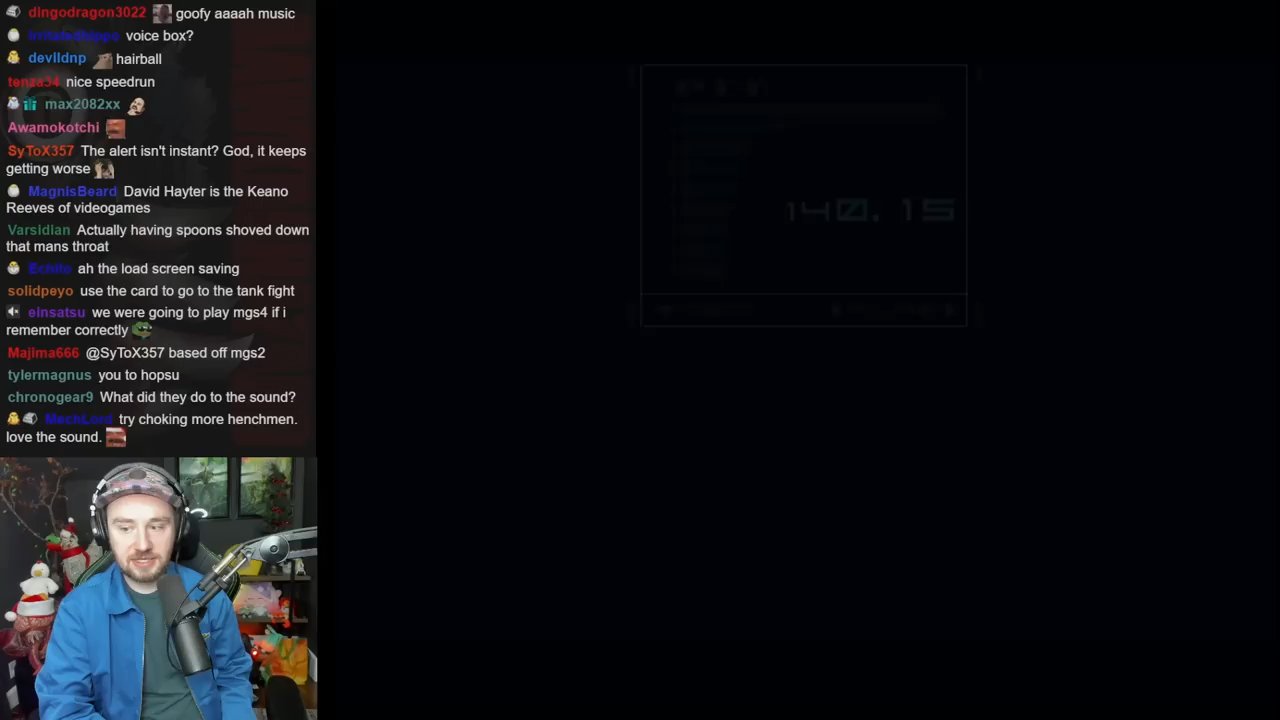 dingodragon3022 goofy aaaah music
Irritatedhippo voice box?
devildnp hairball
tenza34 nice speedrun
max2082xx
Awamokotchi
SyToX357 The alert isn't instant? God, it keeps
getting worse
MagnisBeard David Hayter is the Keano
Reeves of videogames
Varsidian Actually having spoons shoved down
that mans throat
Echito ah the load screen saving
solidpeyo use the card to go to the tank fight
einsatsu we were going to play mgs4 if i
remember correctly
Majima666 @SyToX357 based off mgs2
tylermagnus you to hopsu
chronogear9 What did they do to the sound?
MechLord try choking more henchmen.
love the sound.
140.15